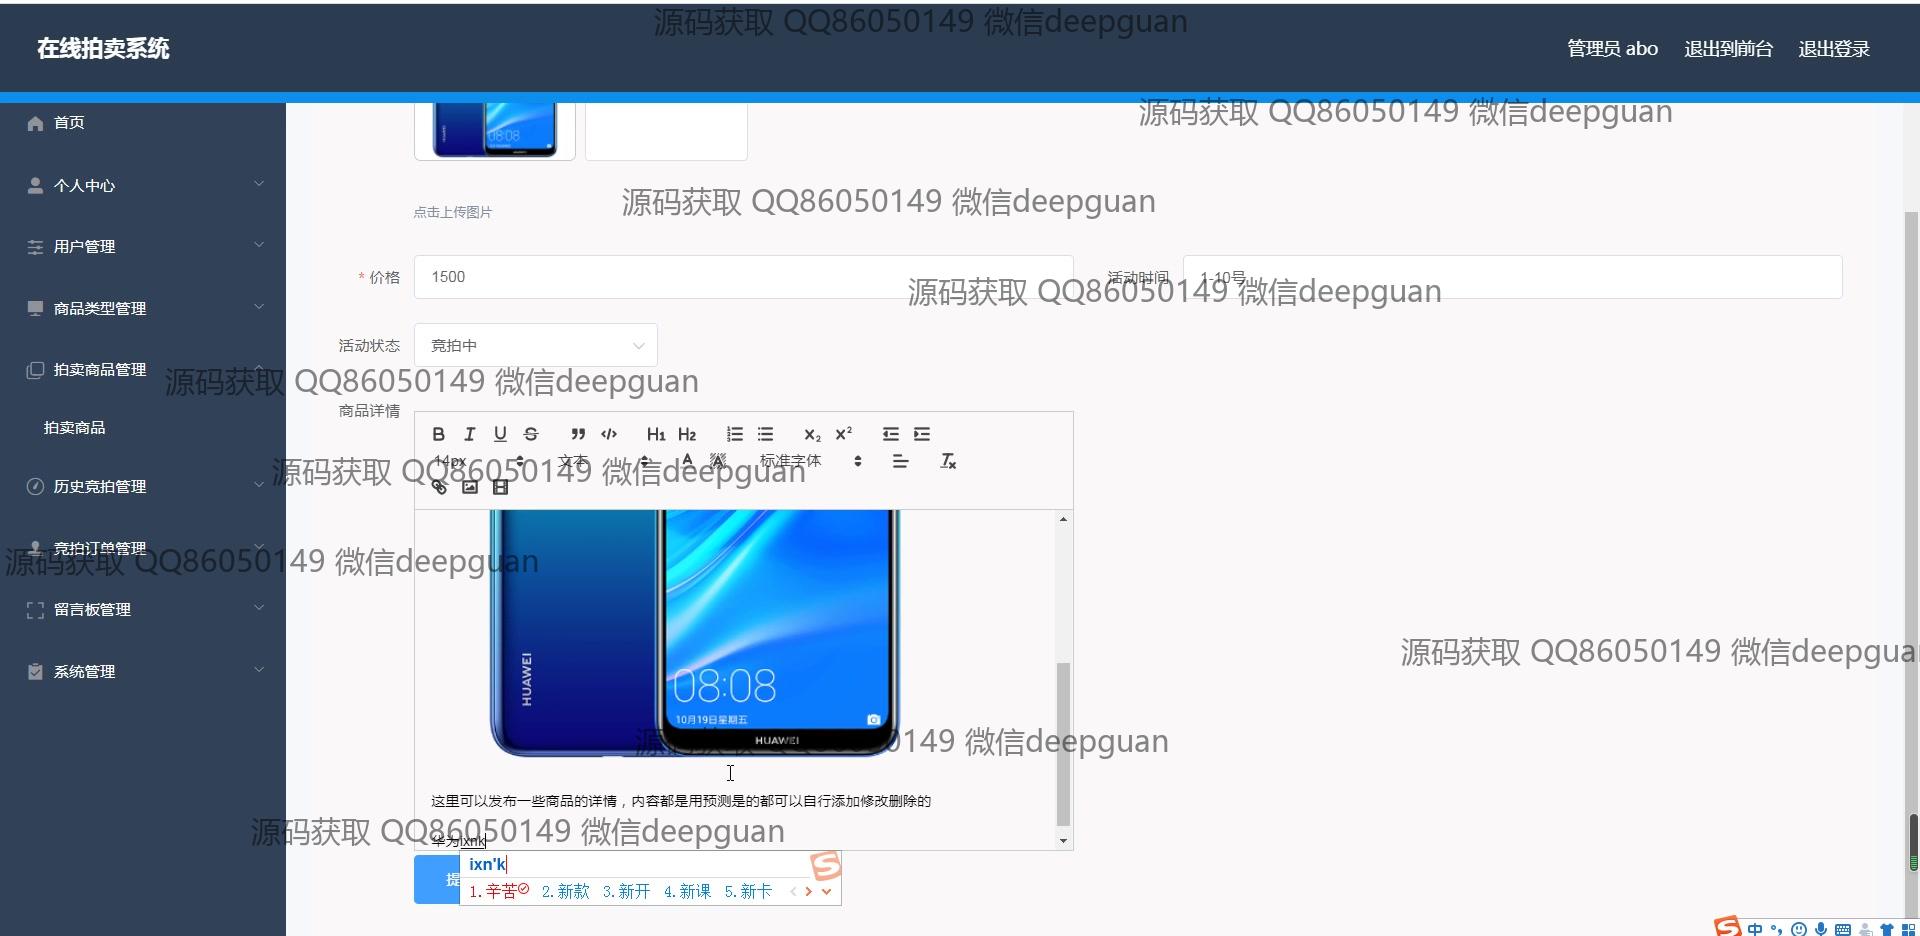 源码获取 QQ86050149 微信deepguan
在线拍卖系统
管理员 abo 退出到前台 退出登录
源码获取 QQ86050149 微信deepguan
首页
08:08
个人中心
源码获取 QQ86050149 微信deepguan
点击上传图片
用户管理
* 价格 1500 活动时间 1-10号
源码获取 QQ86050149 微信deepguan
商品类型管理
活动状态 竞拍中
拍卖商品管理
源码获取 QQ86050149 微信deepguan
商品详情
拍卖商品
B I U S ” </> H1 H2 X2 X2
14px 文本 A A 标准字体 Tx
源码获取 QQ86050149 微信deepguan
历史竞拍管理
竞拍订单管理
源码获取 QQ86050149 微信deepguan
留言板管理
源码获取 QQ86050149 微信deepgua
系统管理
HUAWEI
08:08
10月19日星期五
HUAWEI
源码获取 QQ86050149 微信deepguan
这里可以发布一些商品的详情，内容都是用预测是的都可以自行添加修改删除的
源码获取 QQ86050149 微信deepguan
华为ixnk
ixn'k
提
1.辛苦 2.新款 3.新开 4.新课 5.新卡
中